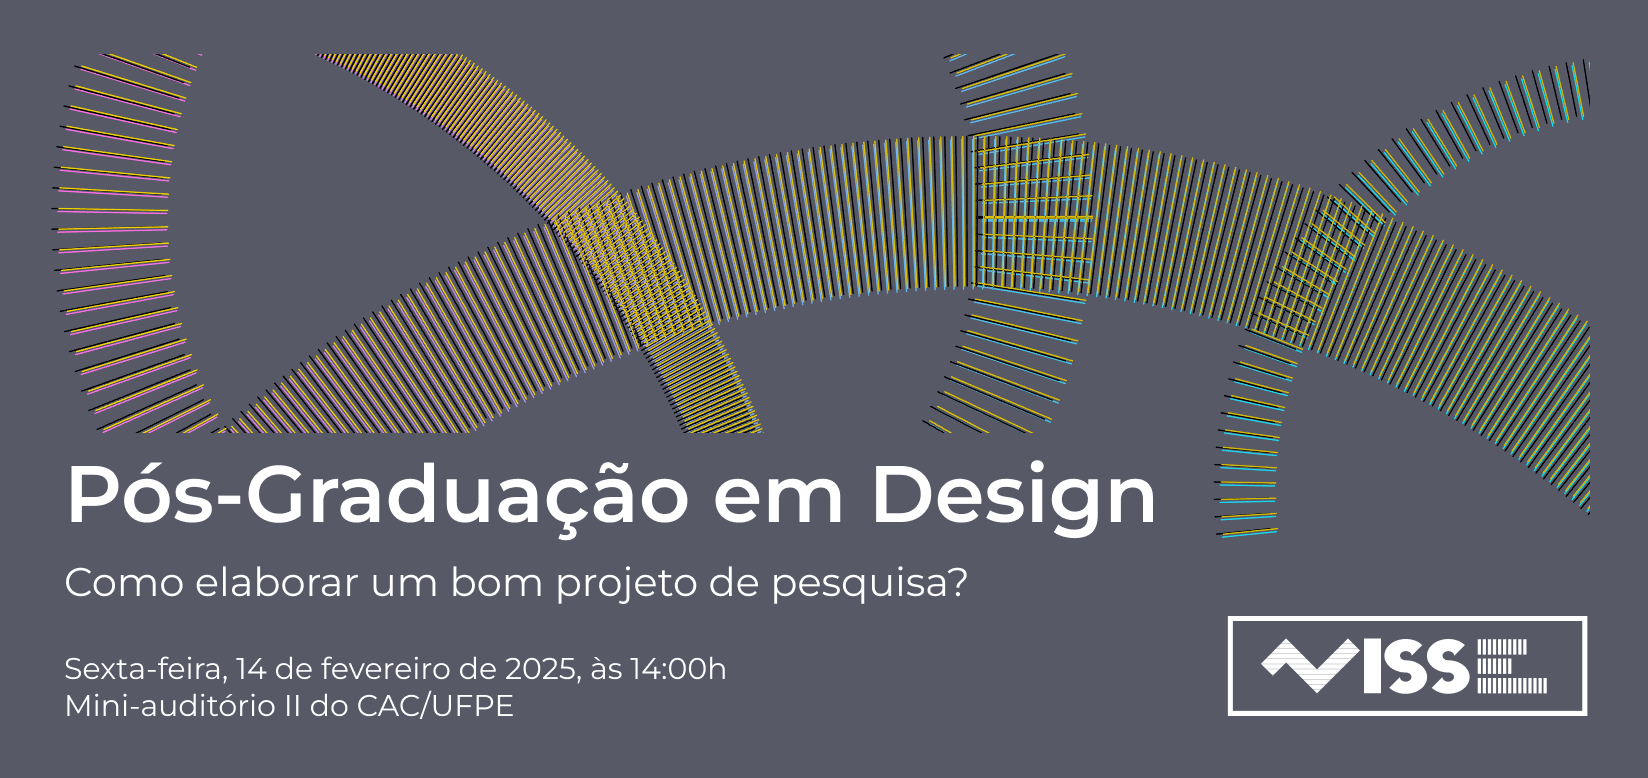 Pós-Graduação em Design
Como elaborar um bom projeto de pesquisa?
Sexta-feira, 14 de fevereiro de 2025, às 14:00h
Mini-auditório II do CAC/UFPE
VISSE